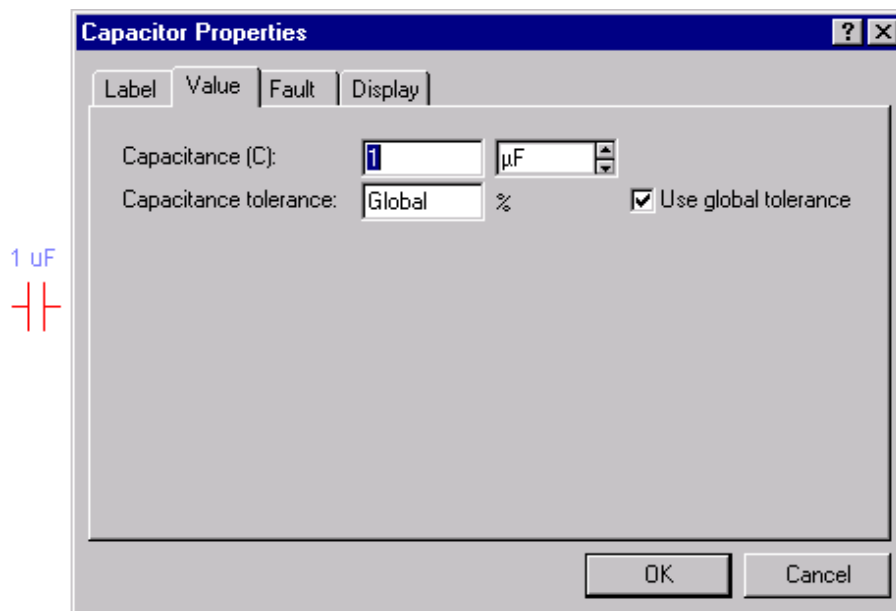 Capacitor Properties
Label Value Fault Display
Capacitance (C): 1 µF
Capacitance tolerance: Global % Use global tolerance
1 uF
OK Cancel